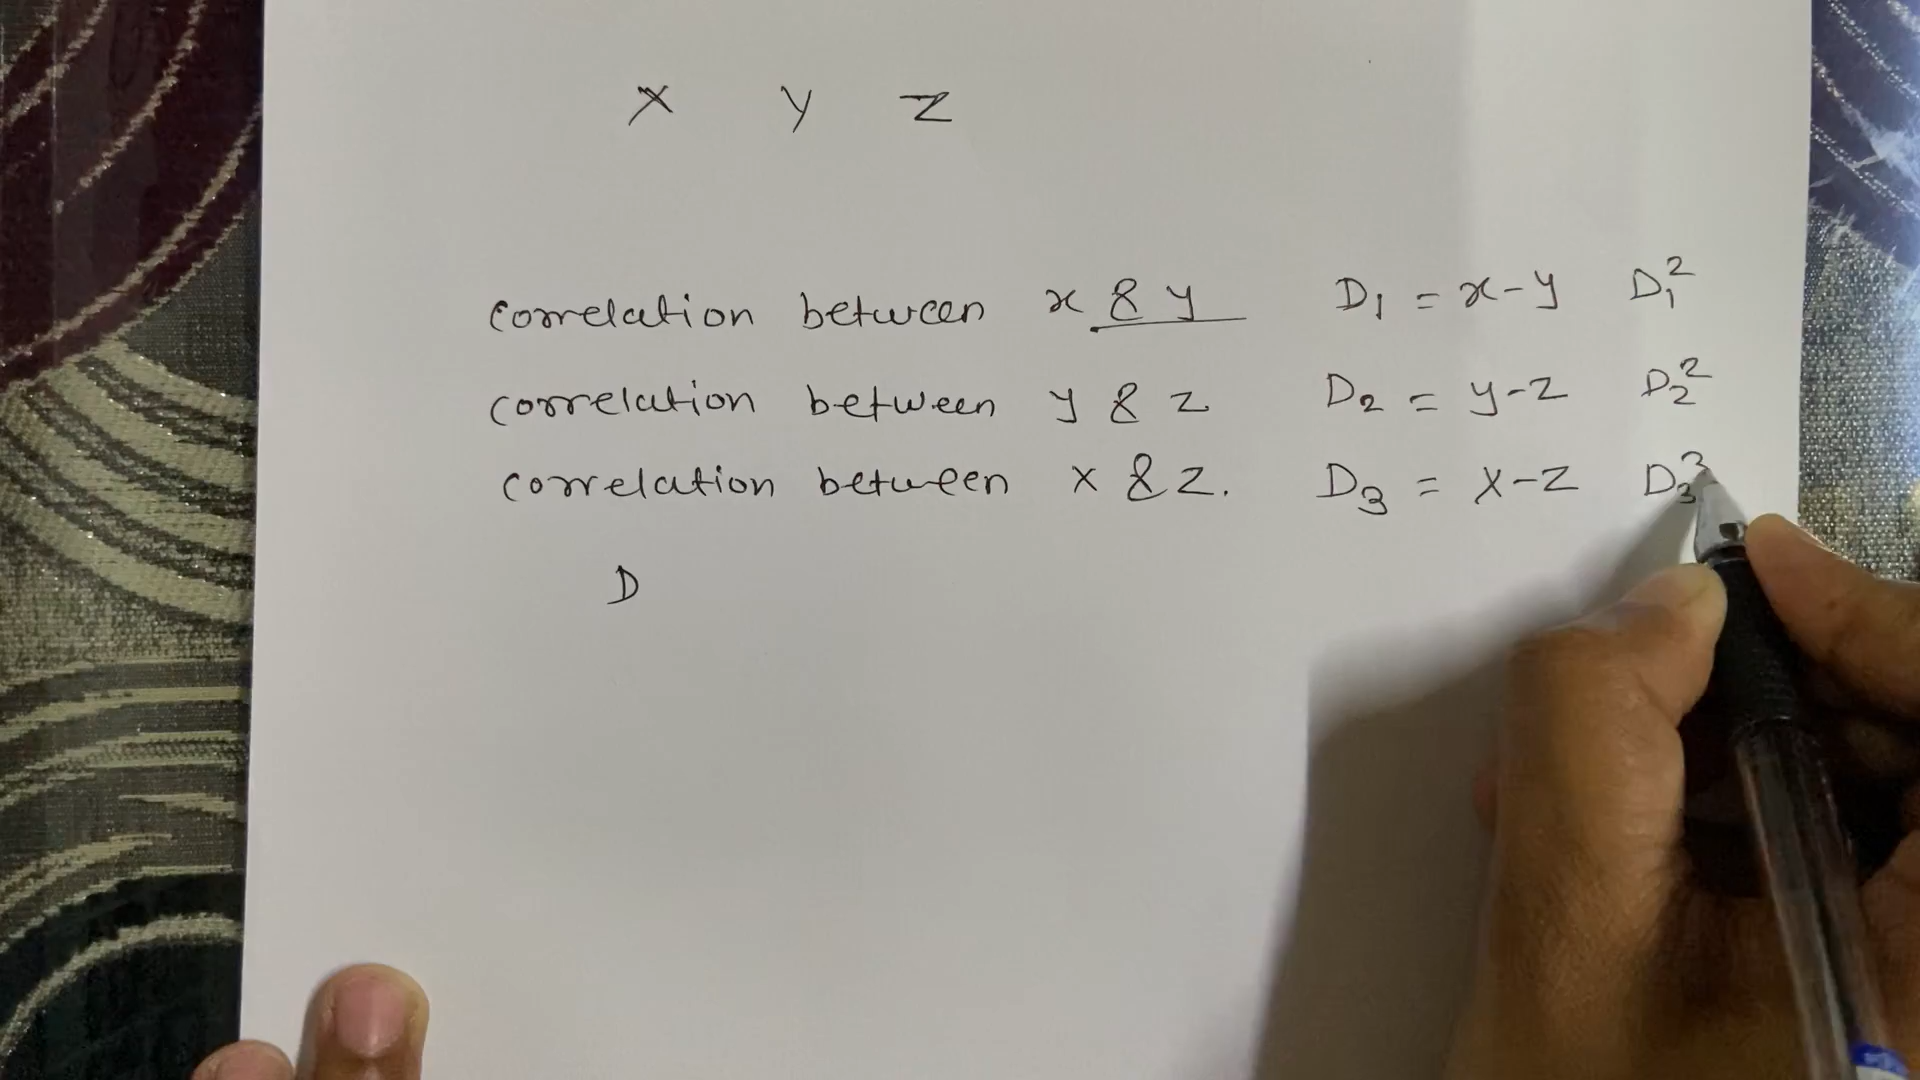 X Y Z
correlation between x & y D₁ = x-y D₁²
correlation between y & z D₂ = y-z D₂²
correlation between x & z. D₃ = x-z D₃²
D